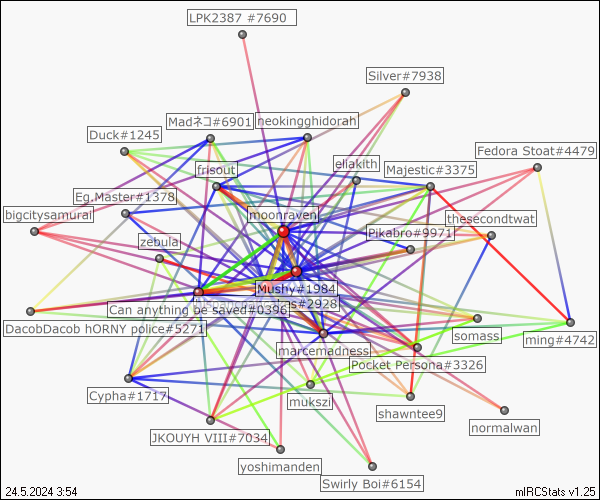 LPK2387 #7690
Silver#7938
Madネコ#6901
neokingghidorah
Duck#1245
Fedora Stoat#4479
frisout
eliakith
Majestic#3375
Eg.Master#1378
bigcitysamurai
moonraven
thesecondtwat
zebula
Pikabro#9971
Mushy#1984
Can anything be saved#0396
#2928
DacobDacob hORNY police#5271
somass
ming#4742
marcemadness
Pocket Persona#3326
Cypha#1717
mukszi
shawntee9
JKOUYH VIII#7034
normalwan
yoshimanden
Swirly Boi#6154
24.5.2024 3:54
mIRCStats v1.25